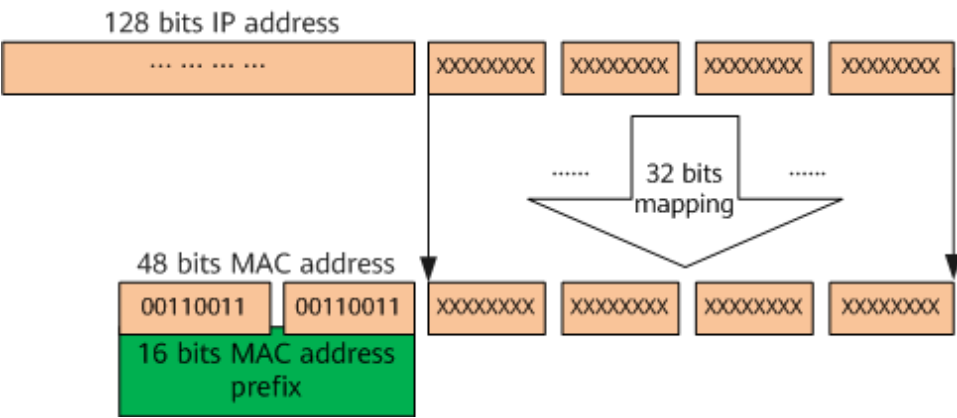 128 bits IP address
... ... ... ... XXXXXXXX XXXXXXXX XXXXXXXX XXXXXXXX
...... 32 bits ......
mapping
48 bits MAC address
00110011 00110011 XXXXXXXX XXXXXXXX XXXXXXXX XXXXXXXX
16 bits MAC address
prefix